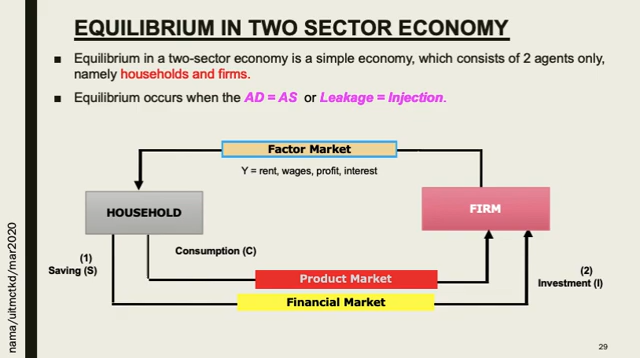 EQUILIBRIUM IN TWO SECTOR ECONOMY
Equilibrium in a two-sector economy is a simple economy, which consists of 2 agents only,
namely households and firms.
Equilibrium occurs when the AD = AS or Leakage = Injection.
Factor Market
Y = rent, wages, profit, interest
HOUSEHOLD
FIRM
Consumption (C)
(1)
Saving (S)
(2)
Investment (I)
Product Market
Financial Market
nama/uitmctkd/mar2020
29